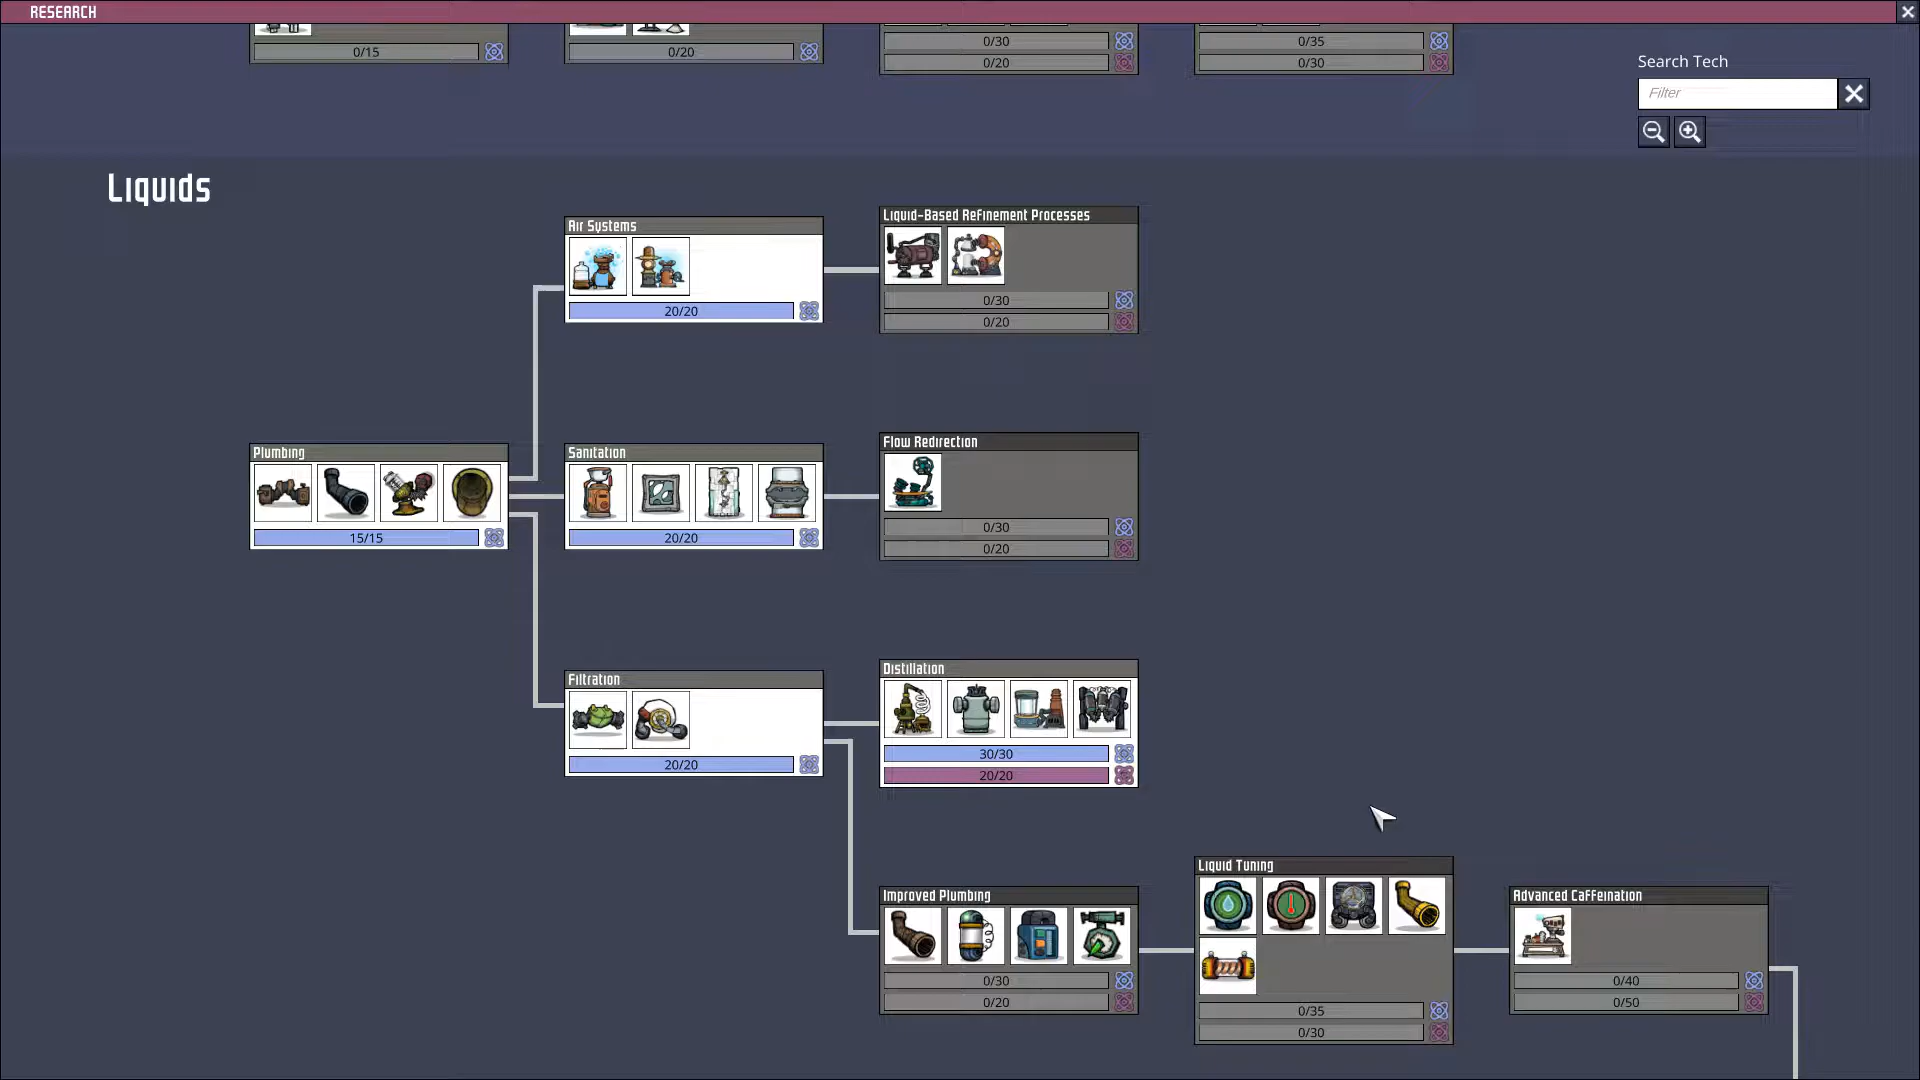 RESEARCH
0/15
0/20
0/30
0/20
0/35
0/30
Search Tech
Filter
Liquids
Air Systems
20/20
Liquid-Based Refinement Processes
0/30
0/20
Plumbing
15/15
Sanitation
20/20
Flow Redirection
0/30
0/20
Filtration
20/20
Distillation
30/30
20/20
Improved Plumbing
0/30
0/20
Liquid Tuning
0/35
0/30
Advanced Caffeination
0/40
0/50